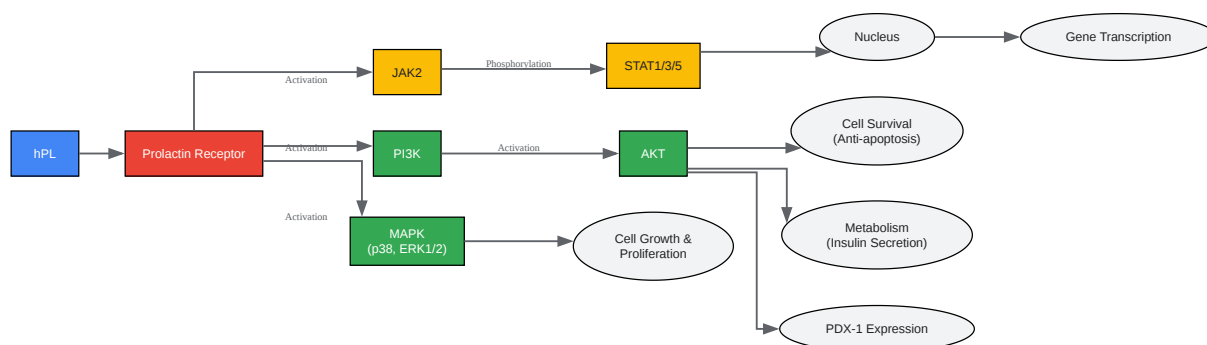 Nucleus
Gene Transcription
JAK2
STAT1/3/5
Phosphorylation
Activation
Cell Survival
(Anti-apoptosis)
hPL
Prolactin Receptor
Activation
PI3K
Activation
AKT
Activation
MAPK
(p38, ERK1/2)
Cell Growth &
Proliferation
Metabolism
(Insulin Secretion)
PDX-1 Expression